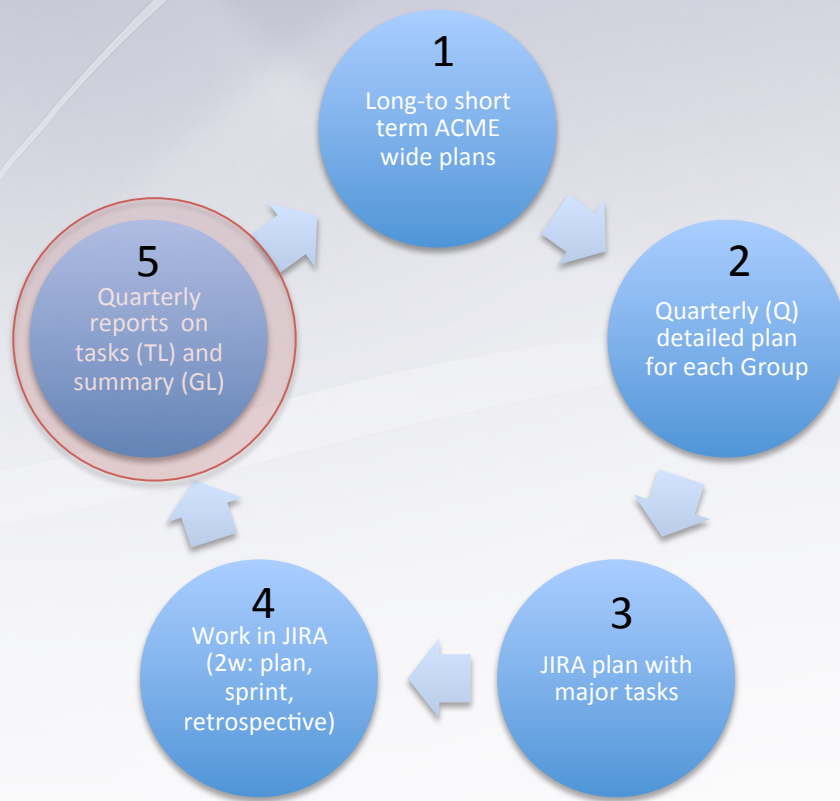 1
Long-to short
term ACME
wide plans
2
Quarterly (Q)
detailed plan
for each Group
3
JIRA plan with
major tasks
4
Work in JIRA
(2w: plan,
sprint,
retrospective)
5
Quarterly
reports on
tasks (TL) and
summary (GL)